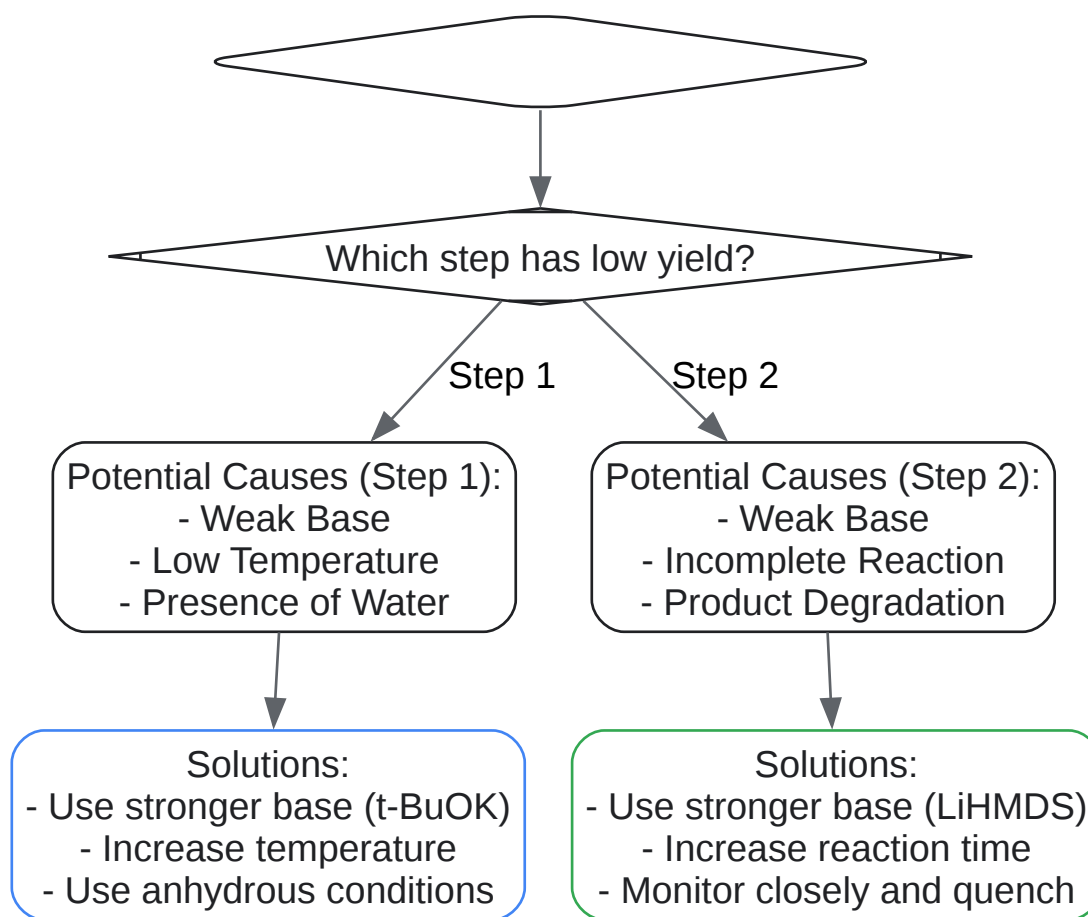 Which step has low yield?
Step 1
Step 2
Potential Causes (Step 1):
- Weak Base
- Low Temperature
- Presence of Water
Potential Causes (Step 2):
- Weak Base
- Incomplete Reaction
- Product Degradation
Solutions:
- Use stronger base (t-BuOK)
- Increase temperature
- Use anhydrous conditions
Solutions:
- Use stronger base (LiHMDS)
- Increase reaction time
- Monitor closely and quench